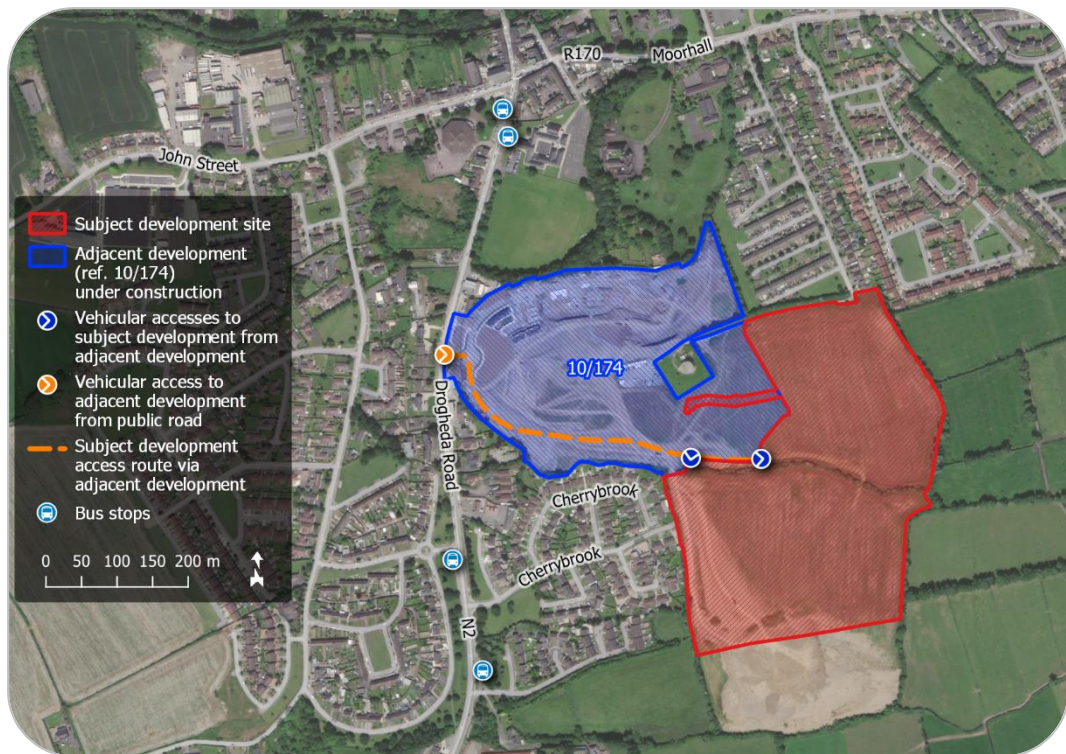 R170
Moorhall
John Street
Subject development site
Adjacent development
(ref. 10/174)
under construction
Vehicular accesses to
subject development from
adjacent development
Vehicular access to
adjacent development
from public road
Subject development
access route via
adjacent development
Bus stops
0 50 100 150 200 m
10/174
Drogheda Road
Cherrybrook
Cherrybrook
N2